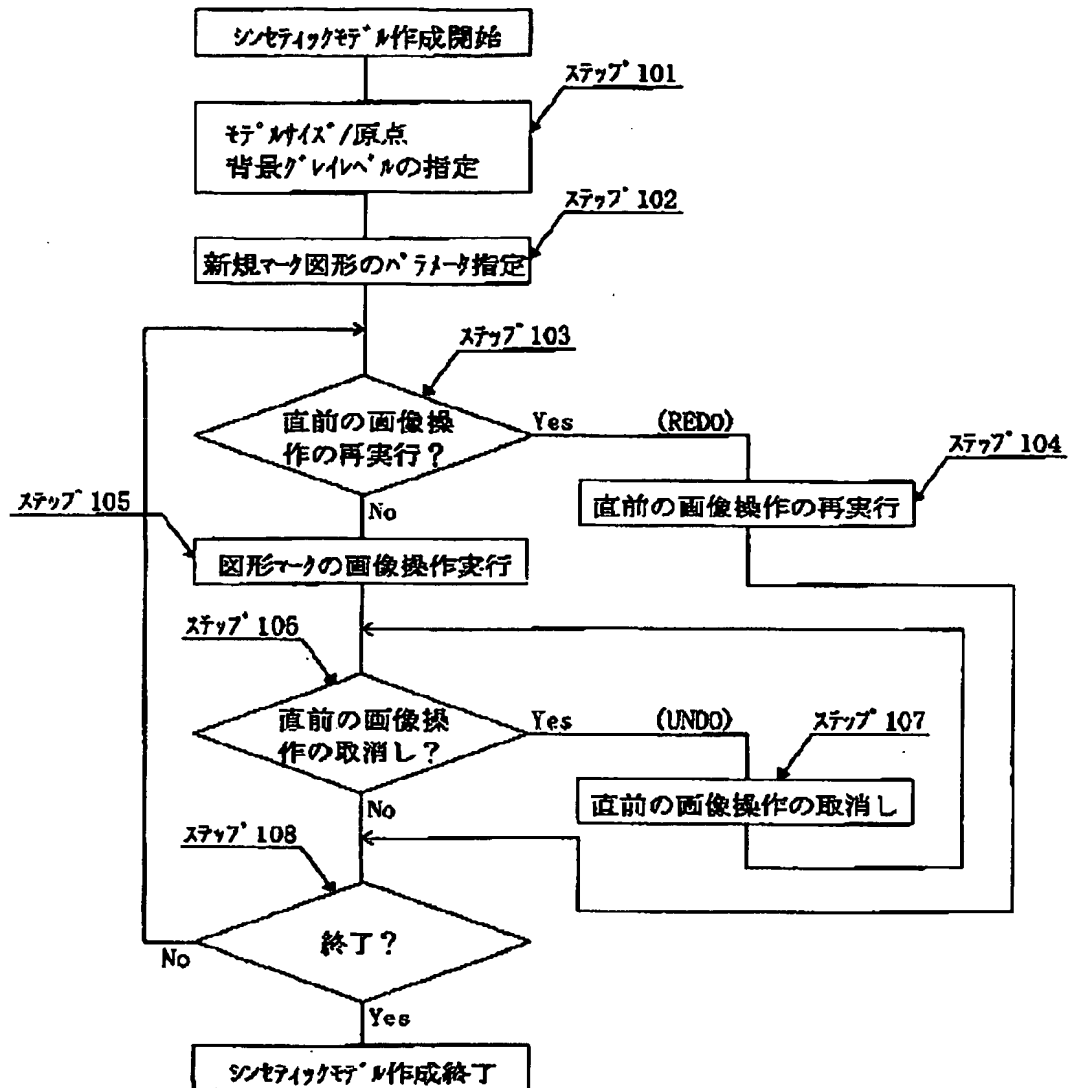 シンセティックモデル作成開始
ステップ 101
モデルサイズ/原点
背景グレイレベルの指定
ステップ 102
新規マーク図形のパラメータ指定
ステップ 103
直前の画像操
作の再実行?
Yes
(REDO)
ステップ 104
直前の画像操作の再実行
No
ステップ 105
図形マークの画像操作実行
ステップ 106
直前の画像操
作の取消し?
Yes
(UNDO)
ステップ 107
直前の画像操作の取消し
No
ステップ 108
終了?
No
Yes
シンセティックモデル作成終了